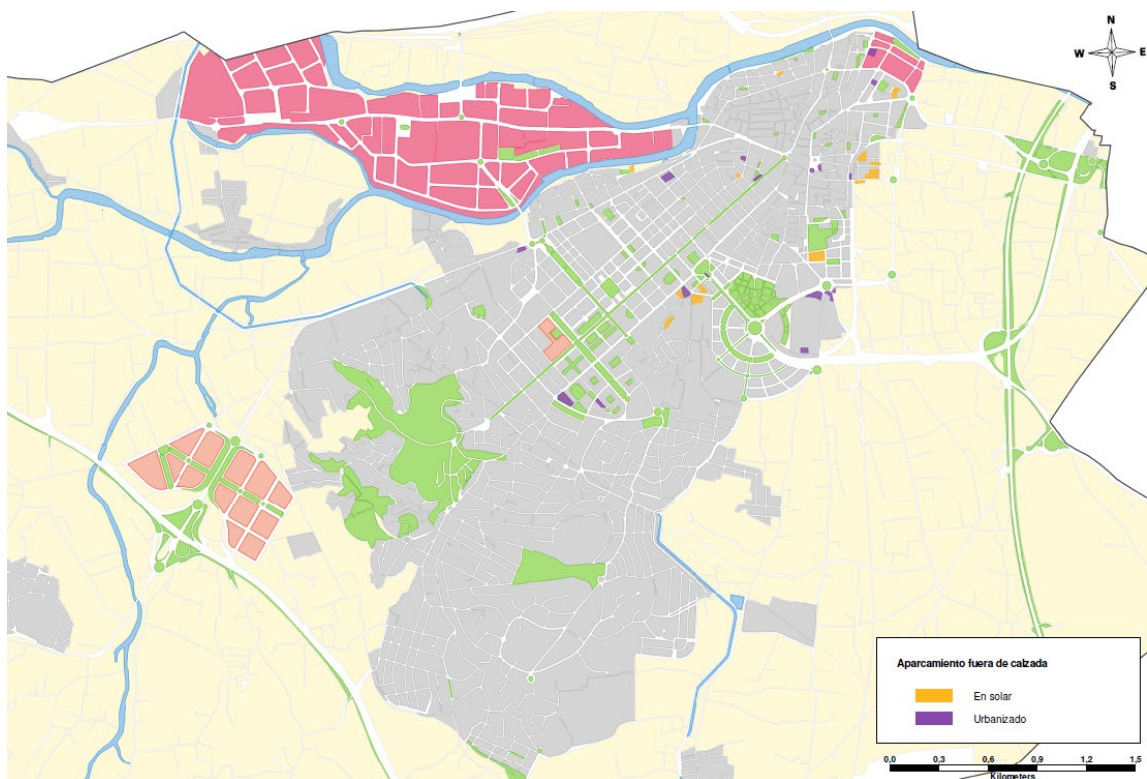 N
W E
S
Aparcamiento fuera de calzada
En solar
Urbanizado
0,0 0,3 0,6 0,9 1,2 1,5
Kilometers